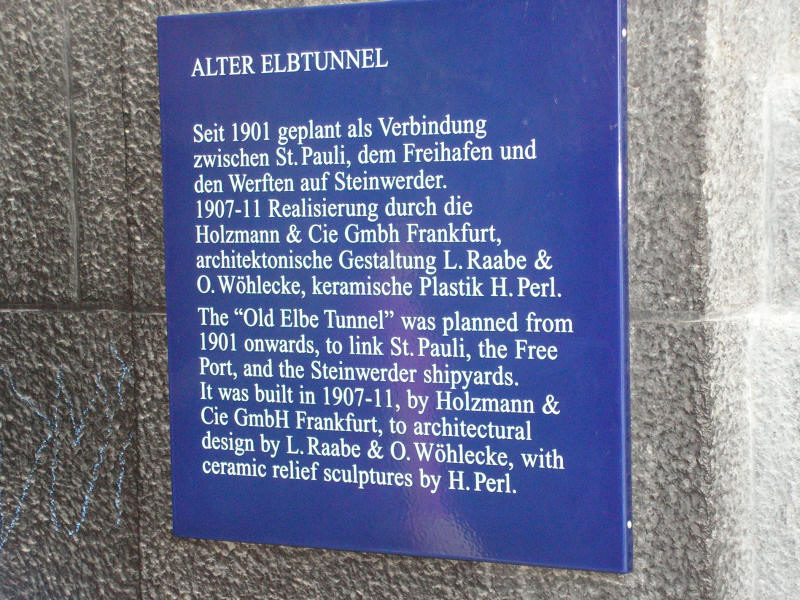 ALTER ELBTUNNEL
Seit 1901 geplant als Verbindung
zwischen St. Pauli, dem Freihafen und
den Werften auf Steinwerder.
1907-11 Realisierung durch die
Holzmann & Cie Gmbh Frankfurt,
architektonische Gestaltung L. Raabe &
O. Wöhlecke, keramische Plastik H. Perl.
The “Old Elbe Tunnel” was planned from
1901 onwards, to link St. Pauli, the Free
Port, and the Steinwerder shipyards.
It was built in 1907-11, by Holzmann &
Cie GmbH Frankfurt, to architectural
design by L. Raabe & O. Wöhlecke, with
ceramic relief sculptures by H. Perl.